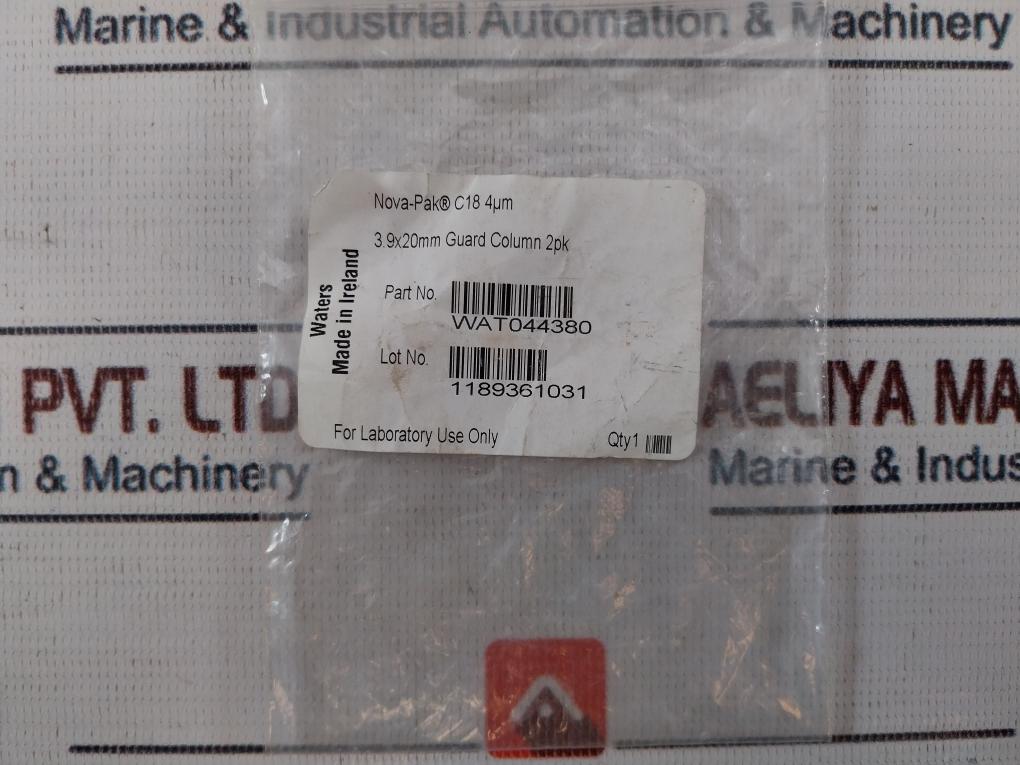 Marine & Industrial Automation & Machinery
Nova-Pak® C18 4µm
3.9x20mm Guard Column 2pk
Waters
Made in Ireland
Part No.
WAT044380
Lot No.
1189361031
For Laboratory Use Only
Qty1
PVT. LTD
AELIYA MA
n & Machinery
Marine & Indus